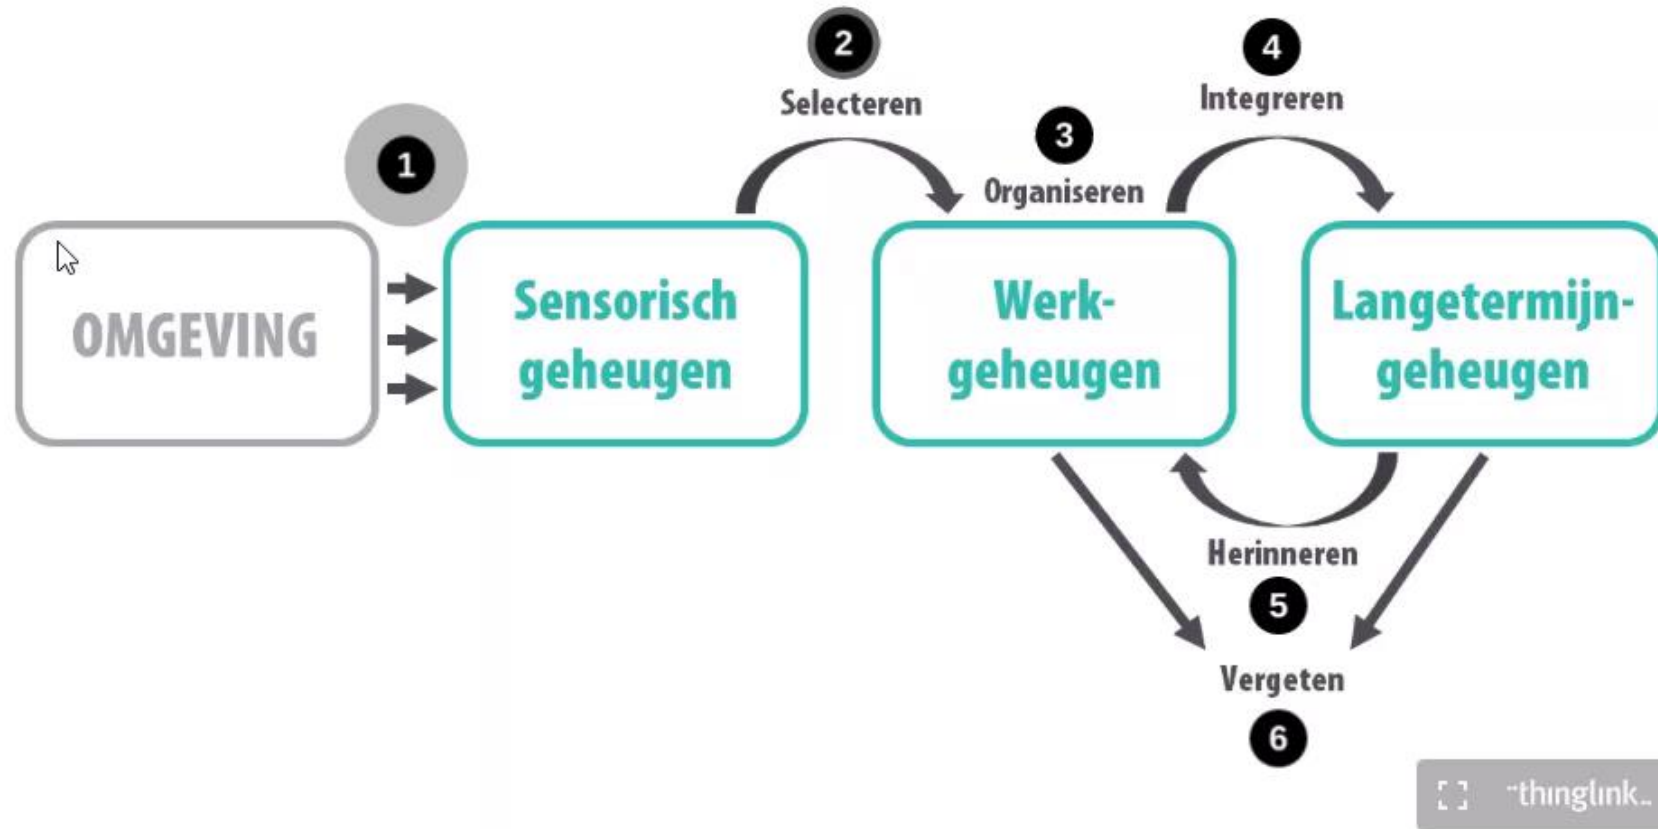 2
Selecteren
4
Integreren
1
3
Organiseren
OMGEVING
Sensorisch
geheugen
Werk-
geheugen
Langetermijn-
geheugen
Herinneren
5
Vergeten
6
thinglink..